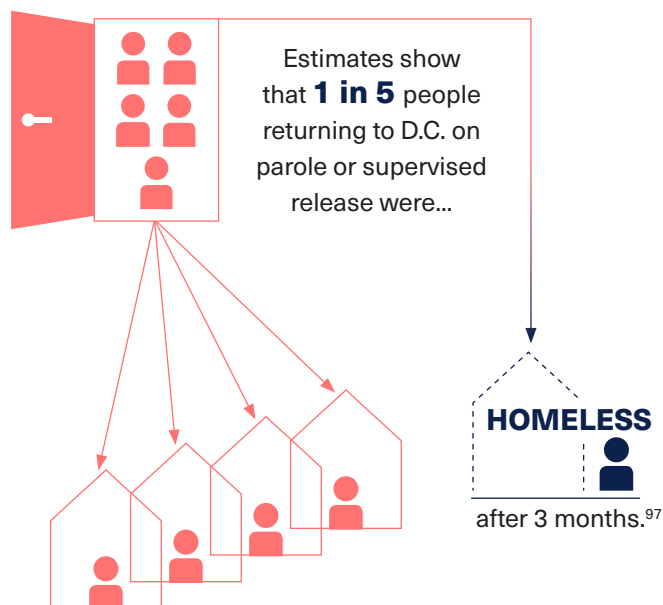 Estimates show
that 1 in 5 people
returning to D.C. on
parole or supervised
release were...
HOMELESS
after 3 months.97